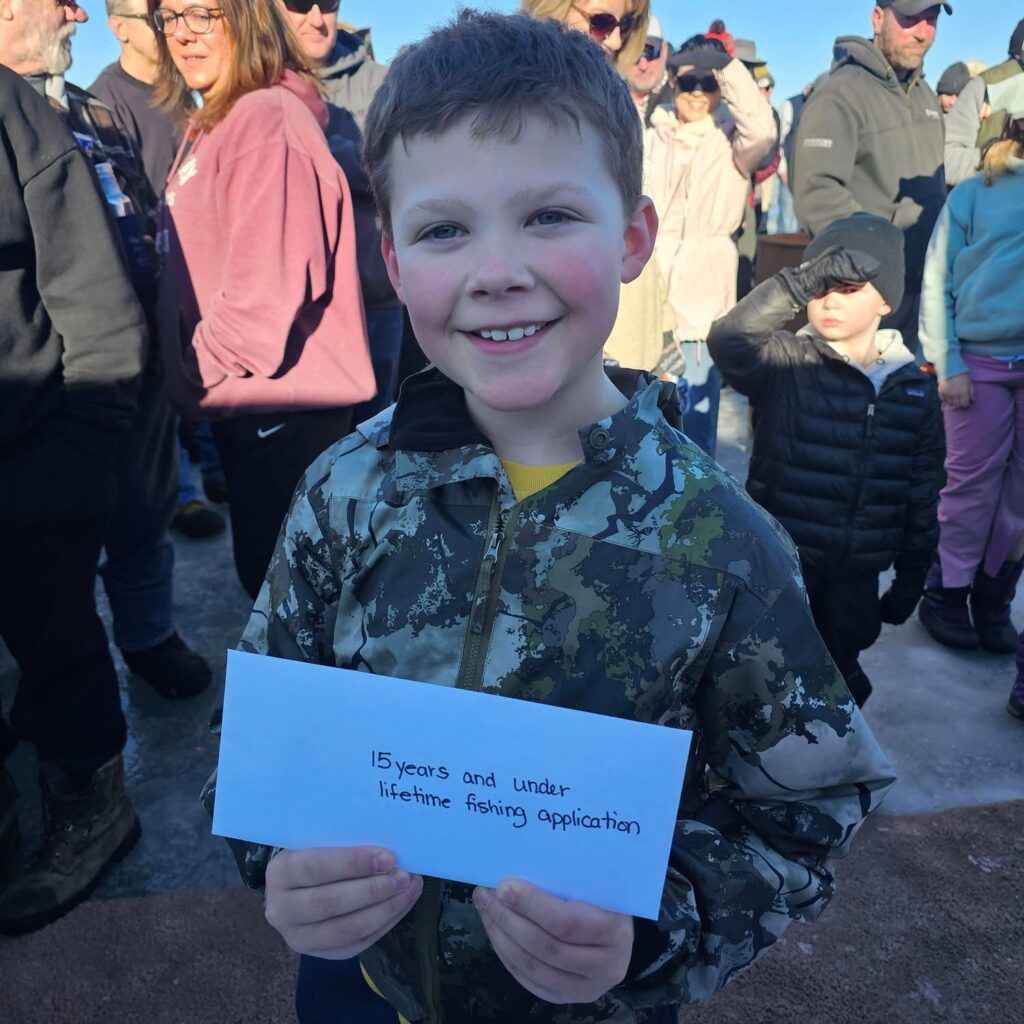 15 years and under
lifetime fishing application